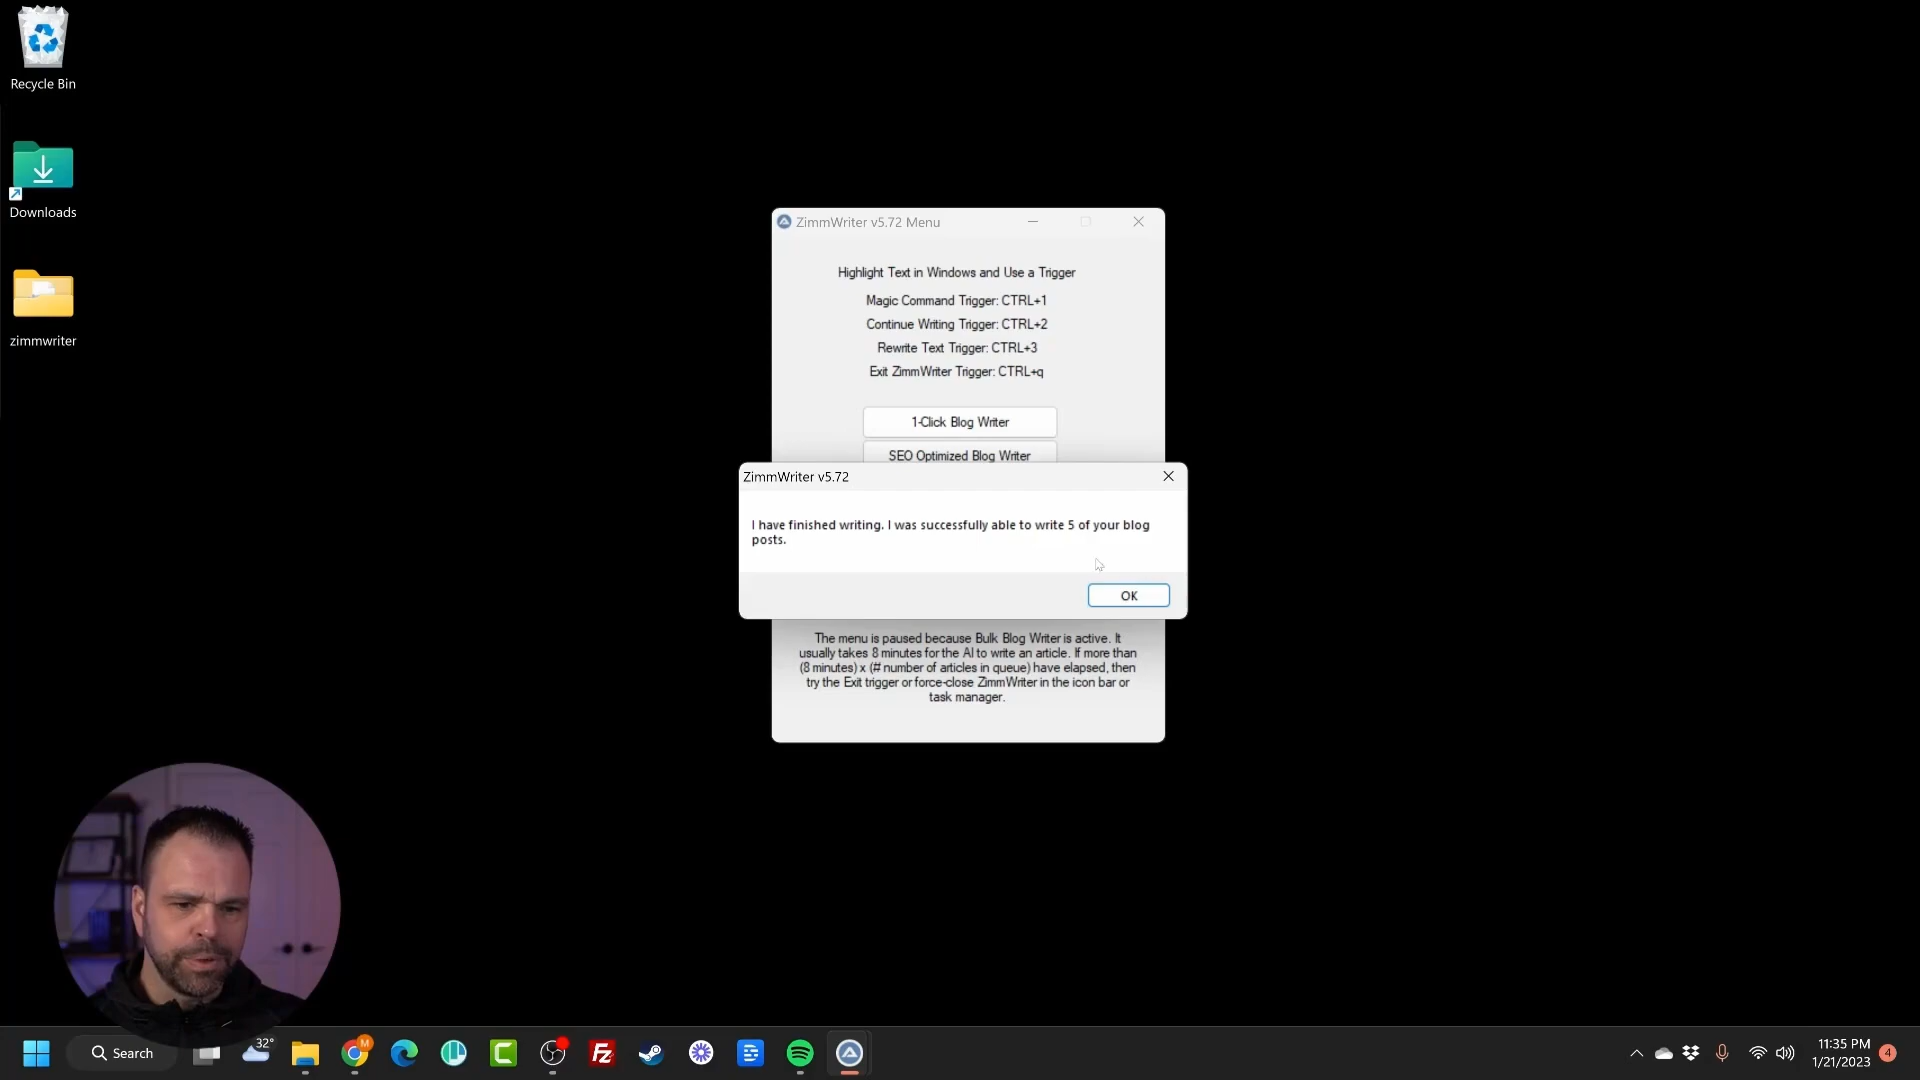 Recycle Bin
Downloads
zimmwriter
ZimmWriter v5.72 Menu
Highlight Text in Windows and Use a Trigger
Magic Command Trigger: CTRL+1
Continue Writing Trigger: CTRL+2
Rewrite Text Trigger: CTRL+3
Exit ZimmWriter Trigger: CTRL+q
1-Click Blog Writer
SEO Optimized Blog Writer
ZimmWriter v5.72
I have finished writing. I was successfully able to write 5 of your blog
posts.
OK
The menu is paused because Bulk Blog Writer is active. It
usually takes 8 minutes for the AI to write an article. If more than
(8 minutes) x (# number of articles in queue) have elapsed, then
try the Exit trigger or force-close ZimmWriter in the icon bar or
task manager.
Search
32°
M
FZ
11:35 PM
1/21/2023
4